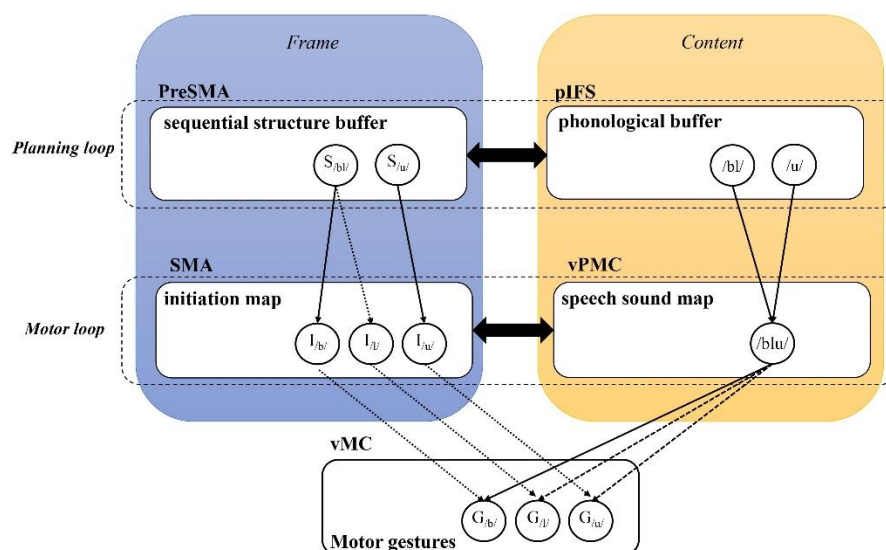 Frame
Content
PreSMA
pIFS
sequential structure buffer
phonological buffer
Planning loop
S/bl/
S/u/
/bl/
/u/
SMA
vPMC
initiation map
speech sound map
Motor loop
I/b/
I/l/
I/u/
/blu/
vMC
G/b/
G/l/
G/u/
Motor gestures